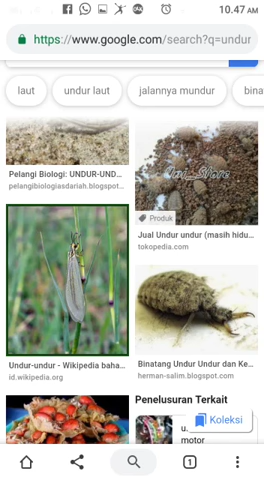 10.47 AM
https://www.google.com/search?q=undur
laut
undur laut
jalannya mundur
bina
Pelangi Biologi: UNDUR-UND...
pelangibiologiasdariah.blogspot...
Produk
Jual Undur undur (masih hidu...
tokopedia.com
Undur-undur - Wikipedia baha...
id.wikipedia.org
Binatang Undur Undur dan Ke...
herman-salim.blogspot.com
Penelusuran Terkait
Koleksi
motor